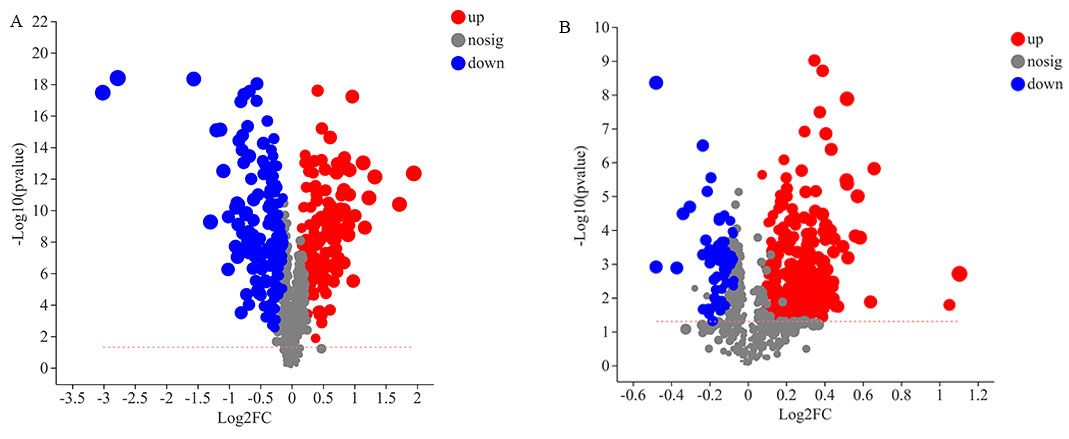 A
22
20
18
16
14
12
10
8
6
4
2
0
-Log10(pvalue)
-3.5 -3 -2.5 -2 -1.5 -1 -0.5 0 0.5 1 1.5 2
Log2FC
up
nosig
down
B
10
9
8
7
6
5
4
3
2
1
0
-Log10(pvalue)
-0.6 -0.4 -0.2 0 0.2 0.4 0.6 0.8 1 1.2
Log2FC
up
nosig
down